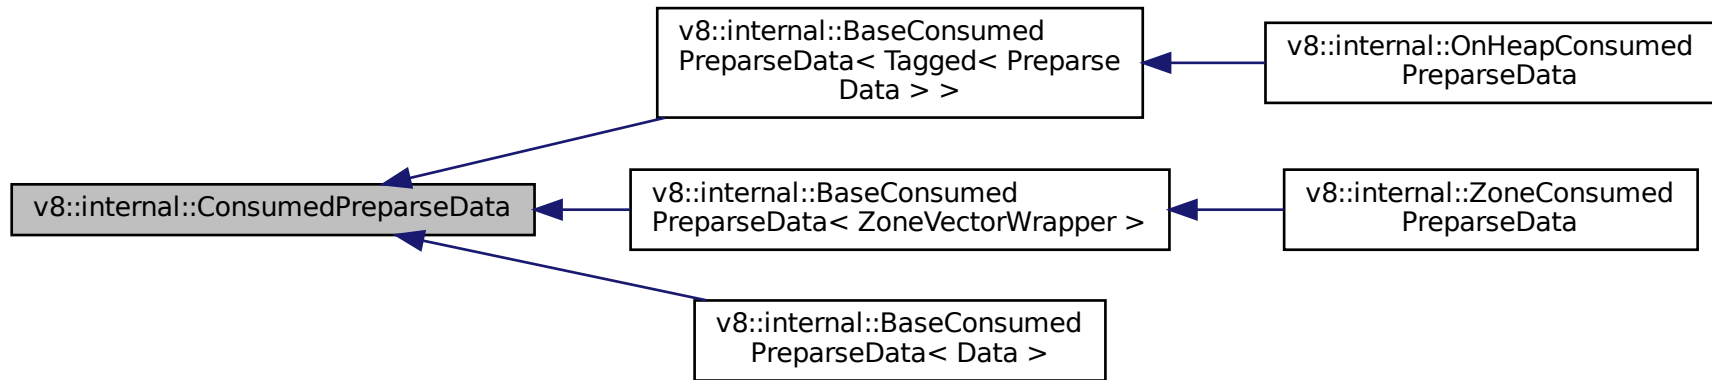 v8::internal::BaseConsumed
PreparseData< Tagged< Preparse
Data > >
v8::internal::OnHeapConsumed
PreparseData
v8::internal::ConsumedPreparseData
v8::internal::BaseConsumed
PreparseData< ZoneVectorWrapper >
v8::internal::ZoneConsumed
PreparseData
v8::internal::BaseConsumed
PreparseData< Data >